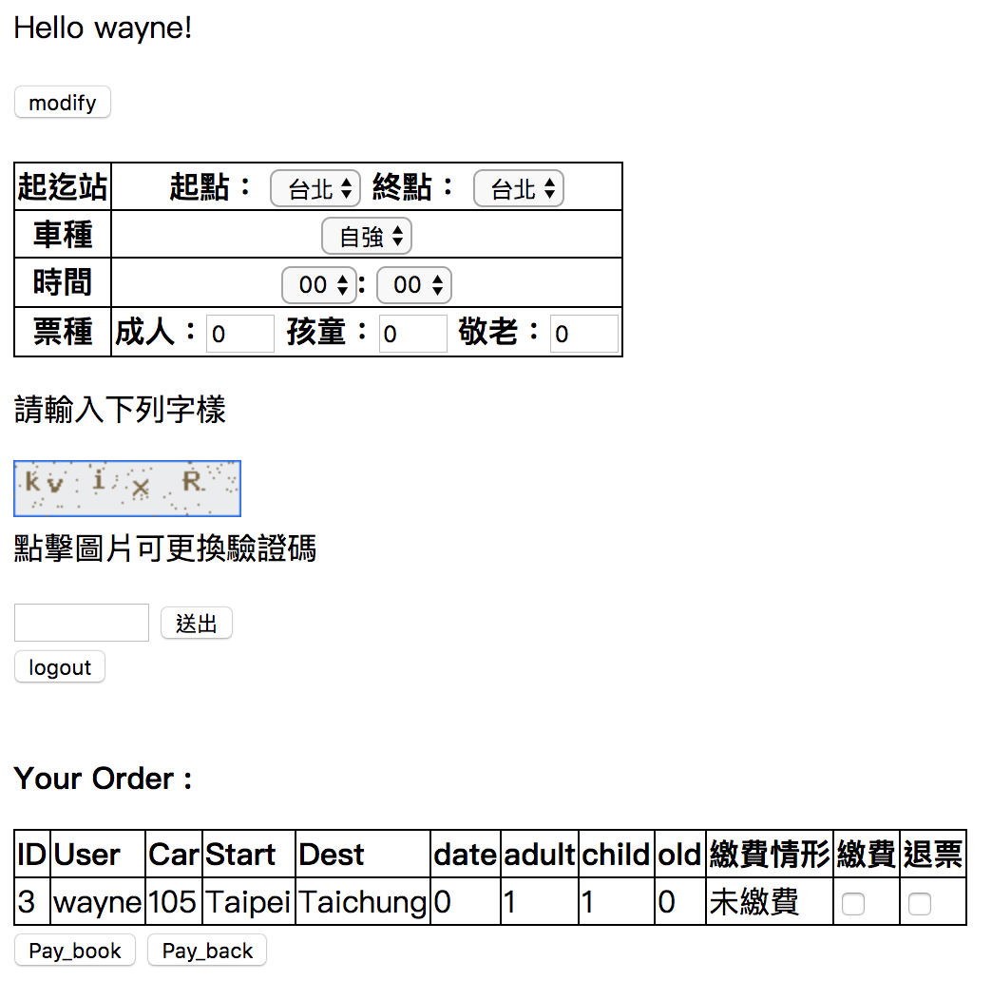 Hello wayne!
modify
起迄站 起點： 台北 終點： 台北
車種 自強
時間 00 : 00
票種 成人：0 孩童：0 敬老：0
請輸入下列字樣
k v i x R
點擊圖片可更換驗證碼
送出
logout
Your Order :
ID User Car Start Dest date adult child old 繳費情形 繳費 退票
3 wayne 105 Taipei Taichung 0 1 1 0 未繳費
Pay_book Pay_back